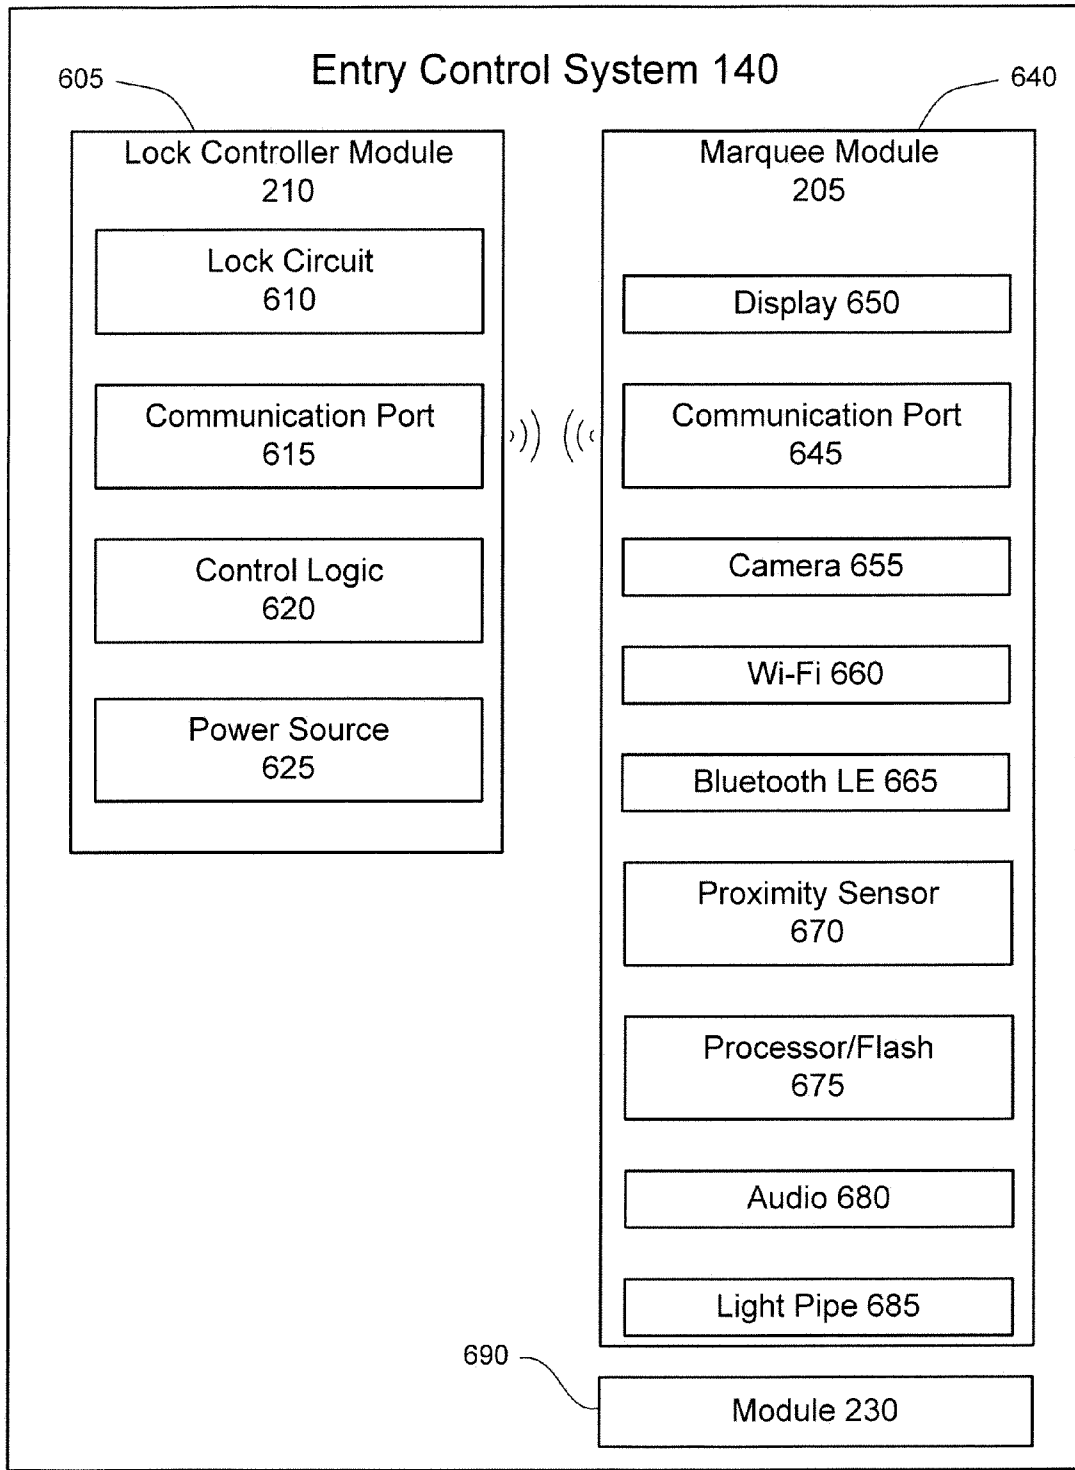 Entry Control System 140
605
640
Lock Controller Module
210
Lock Circuit
610
Communication Port
615
Control Logic
620
Power Source
625
Marquee Module
205
Display 650
Communication Port
645
Camera 655
Wi-Fi 660
Bluetooth LE 665
Proximity Sensor
670
Processor/Flash
675
Audio 680
Light Pipe 685
690
Module 230